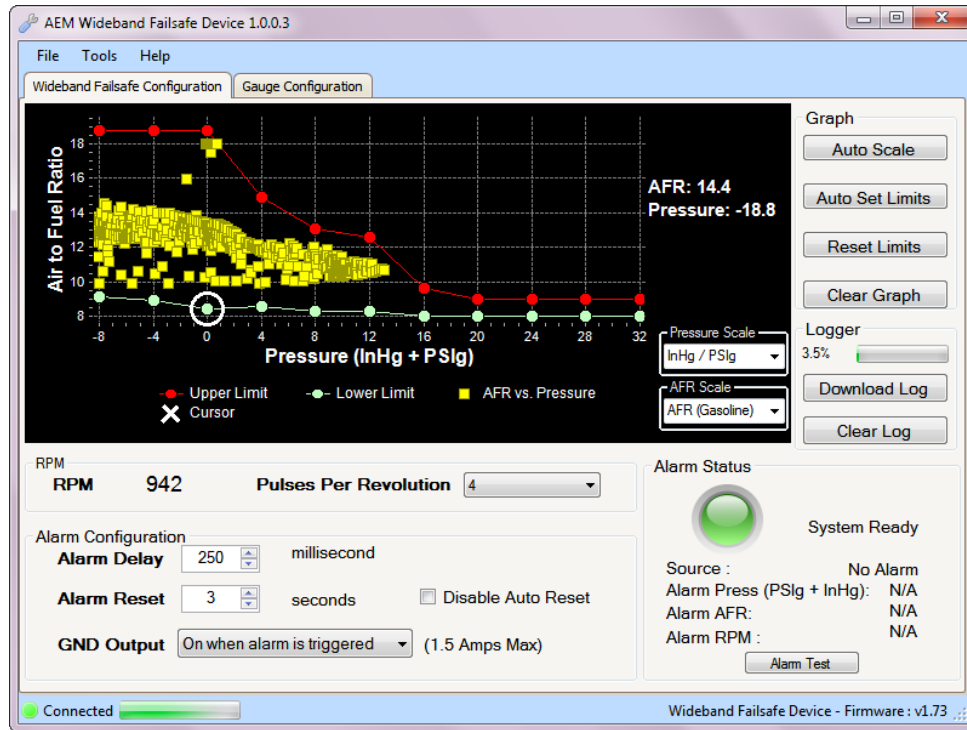 AEM Wideband Failsafe Device 1.0.0.3
File Tools Help
Wideband Failsafe Configuration Gauge Configuration
Air to Fuel Ratio
18
16
14
12
10
8
-8 -4 0 4 8 12 16 20 24 28 32
Pressure (InHg + PSIg)
Upper Limit Lower Limit AFR vs. Pressure
Cursor
AFR: 14.4
Pressure: -18.8
Pressure Scale
InHg / PSIg
AFR Scale
AFR (Gasoline)
Graph
Auto Scale
Auto Set Limits
Reset Limits
Clear Graph
Logger
3.5%
Download Log
Clear Log
RPM
RPM 942 Pulses Per Revolution 4
Alarm Configuration
Alarm Delay 250 millisecond
Alarm Reset 3 seconds Disable Auto Reset
GND Output On when alarm is triggered (1.5 Amps Max)
Alarm Status
System Ready
Source : No Alarm
Alarm Press (PSIg + InHg): N/A
Alarm AFR: N/A
Alarm RPM : N/A
Alarm Test
Connected Wideband Failsafe Device - Firmware : v1.73